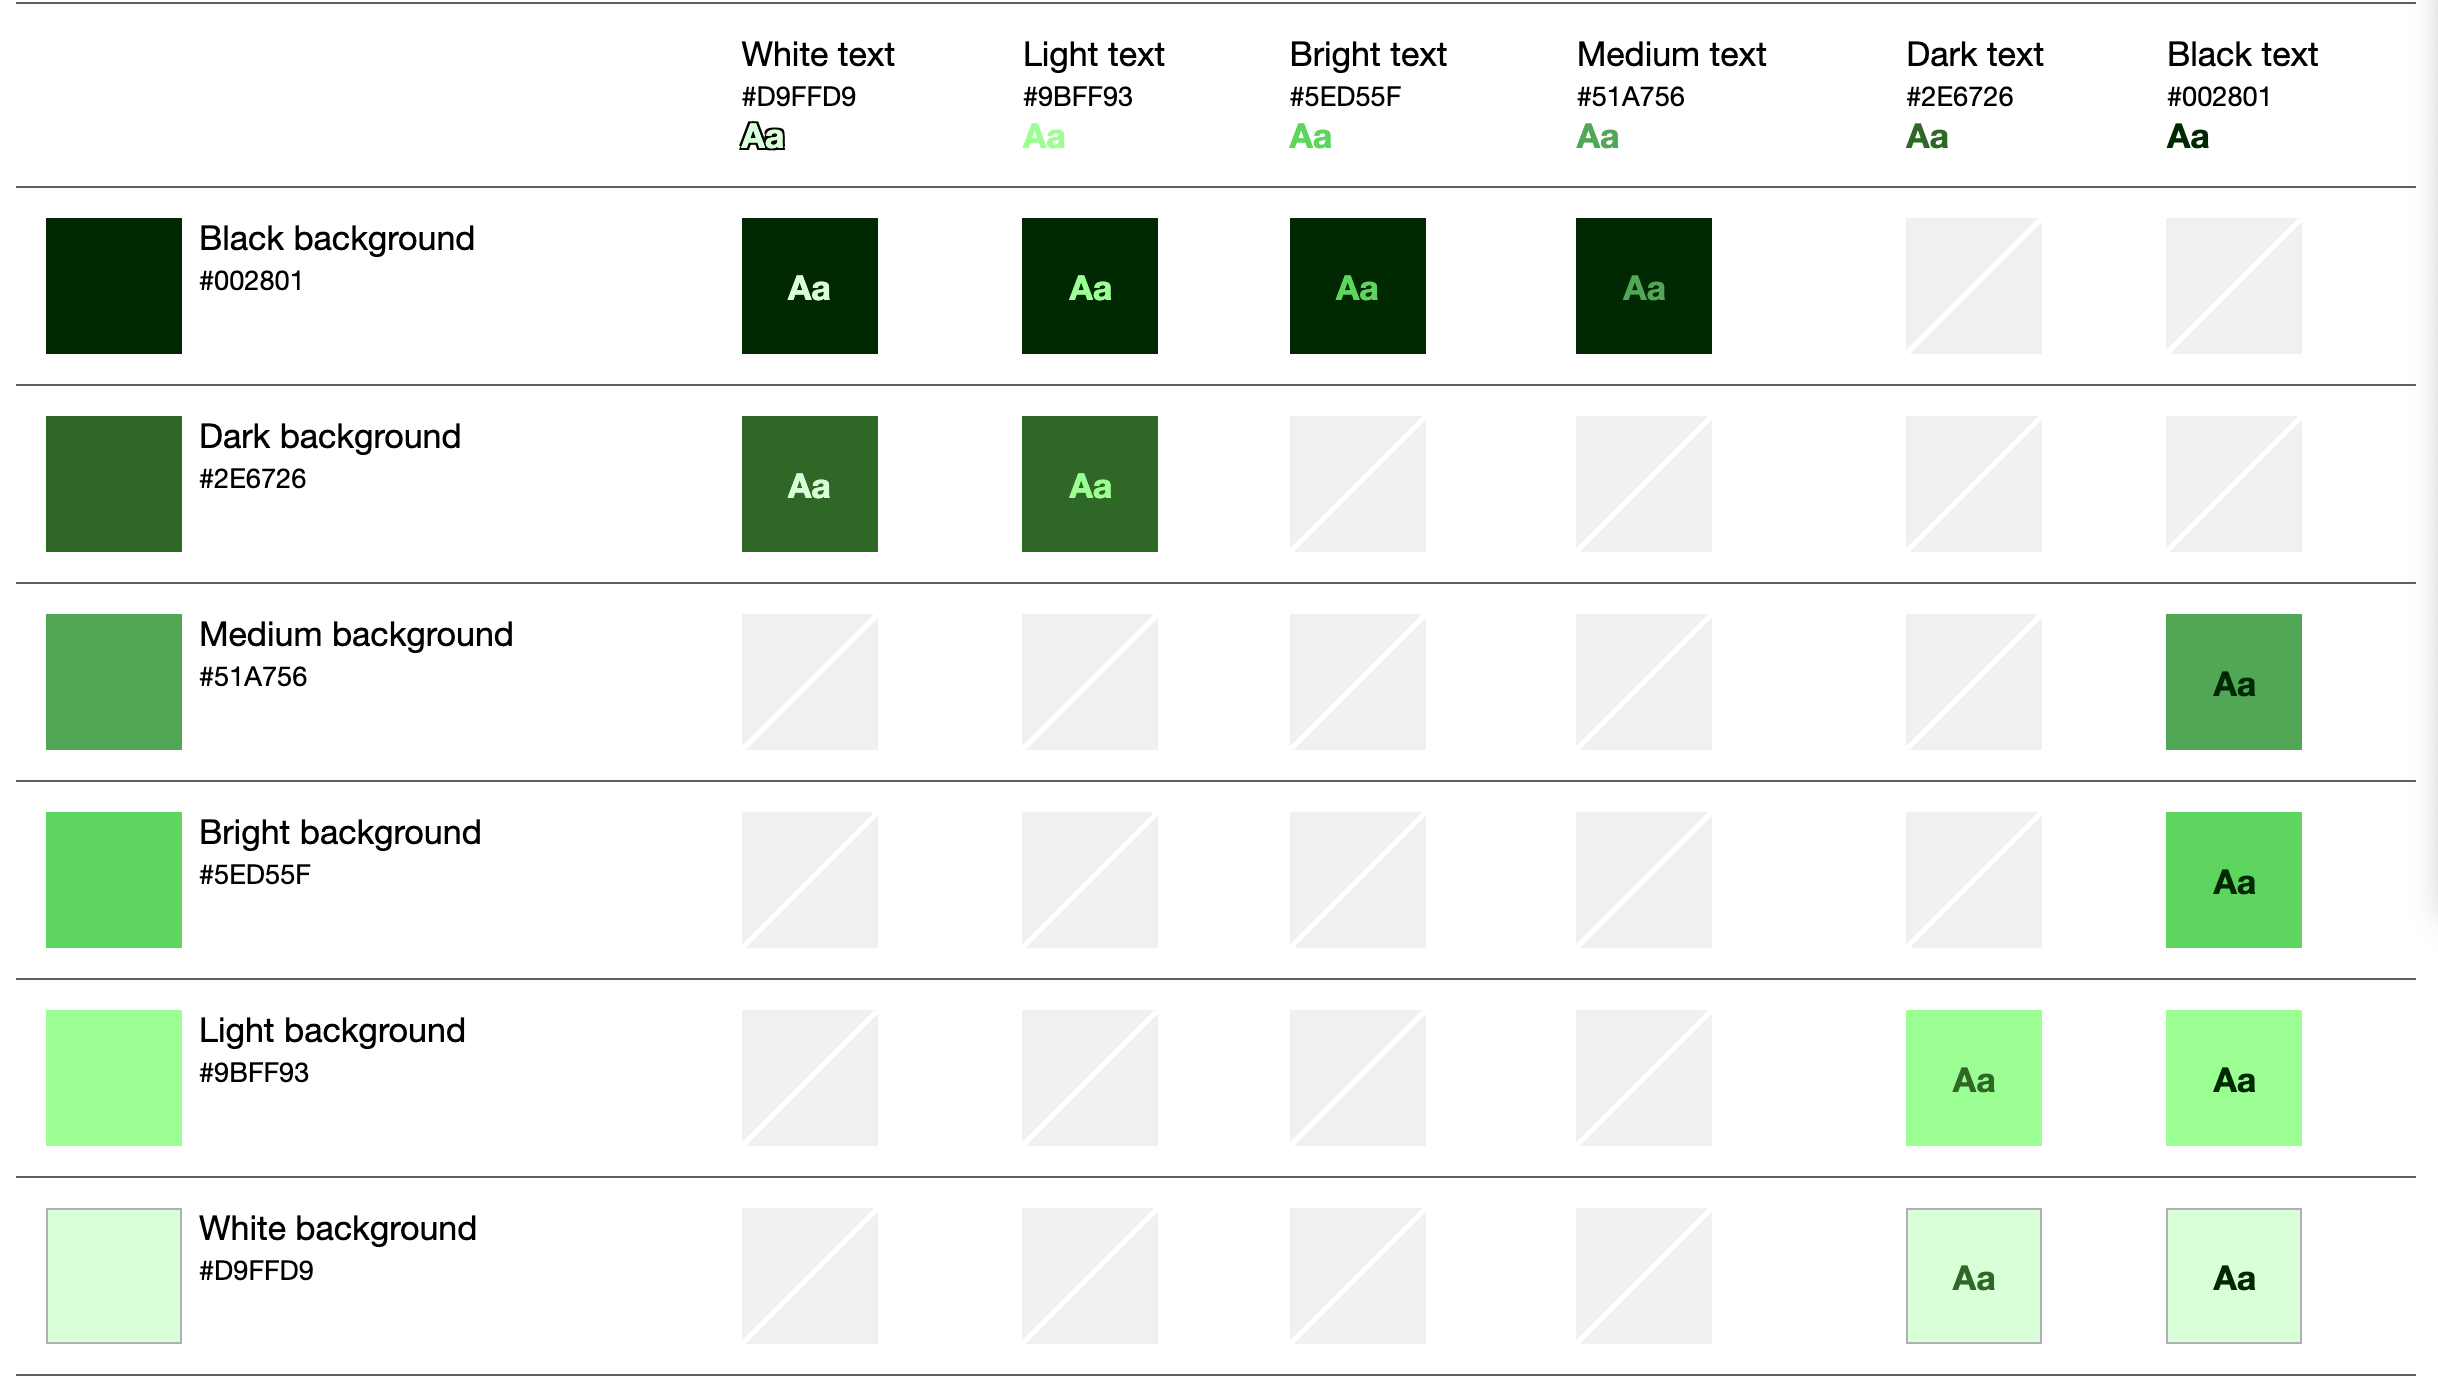 White text
#D9FFD9
Aa
Light text
#9BFF93
Aa
Bright text
#5ED55F
Aa
Medium text
#51A756
Aa
Dark text
#2E6726
Aa
Black text
#002801
Aa
Black background
#002801
Aa
Aa
Aa
Aa
Dark background
#2E6726
Aa
Aa
Medium background
#51A756
Aa
Bright background
#5ED55F
Aa
Light background
#9BFF93
Aa
Aa
White background
#D9FFD9
Aa
Aa